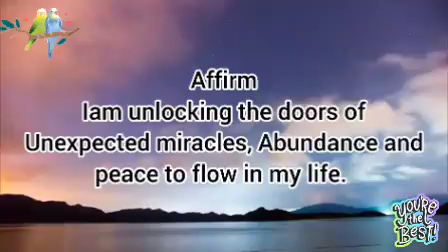 Affirm
Iam unlocking the doors of
Unexpected miracles, Abundance and
peace to flow in my life.
YOU'RE
the
BEST!